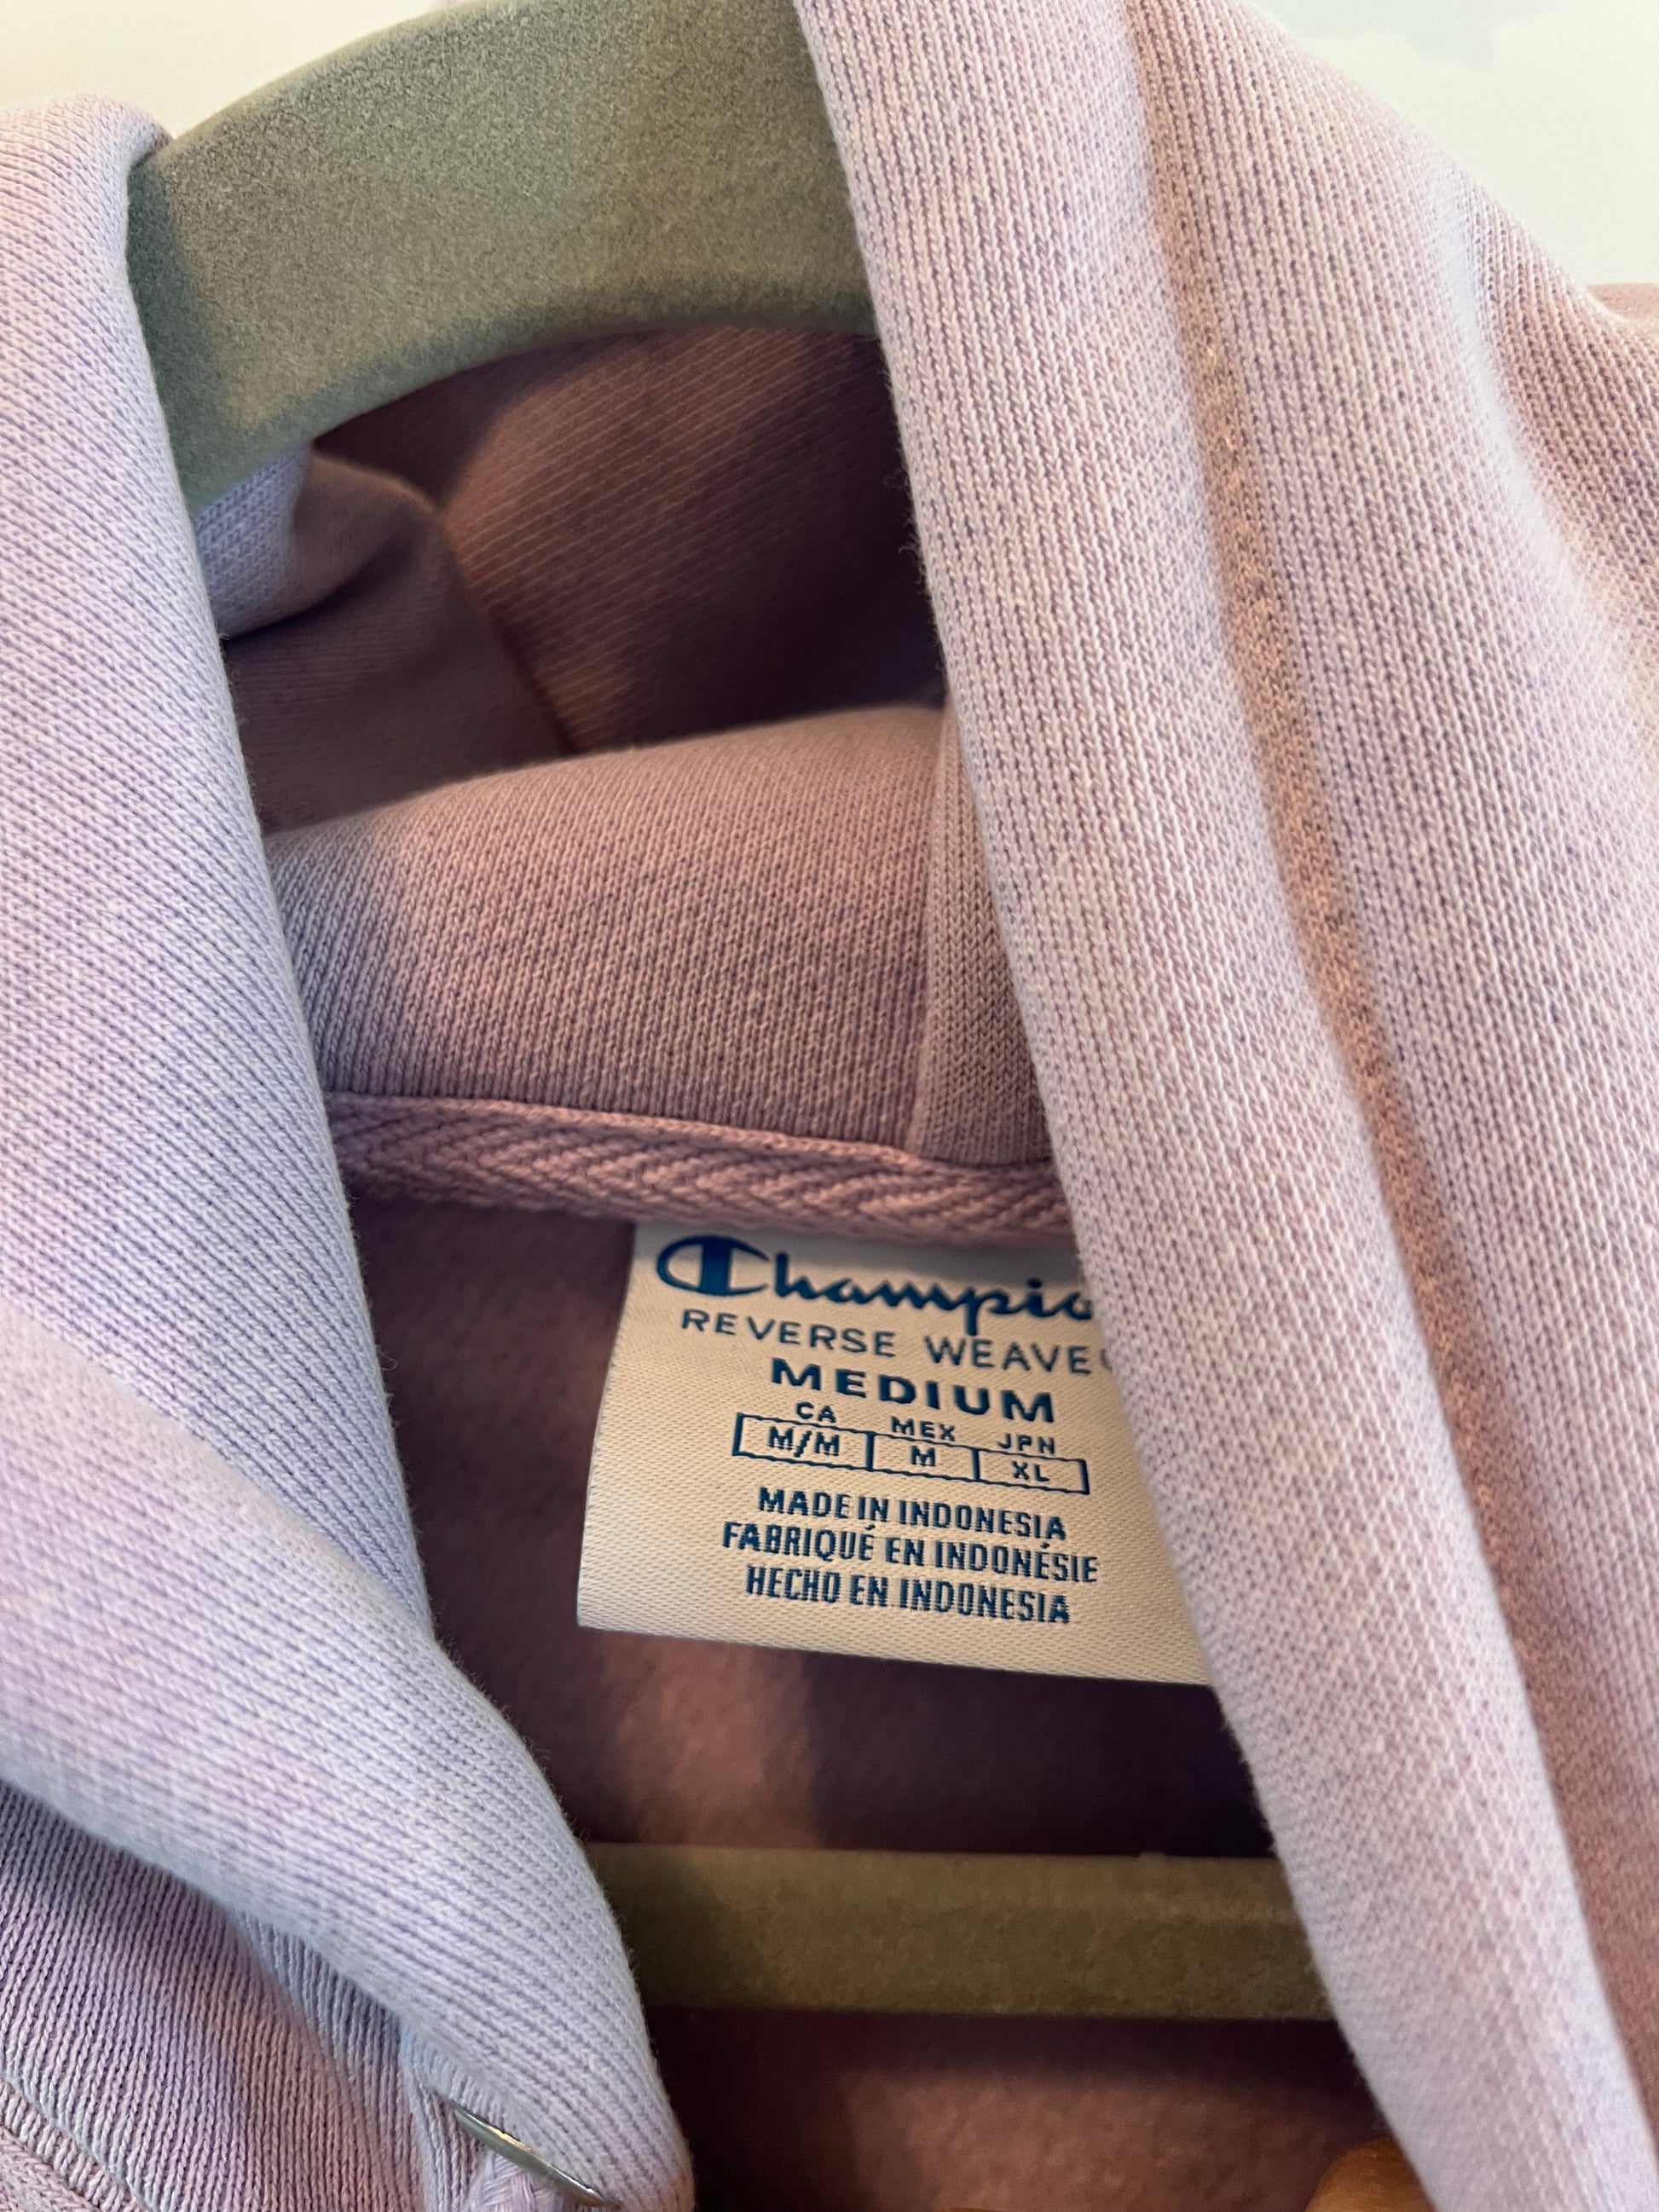 Champio
REVERSE WEAVE
MEDIUM
CA MEX JPN
M/M M XL
MADE IN INDONESIA
FABRIQUÉ EN INDONÉSIE
HECHO EN INDONESIA